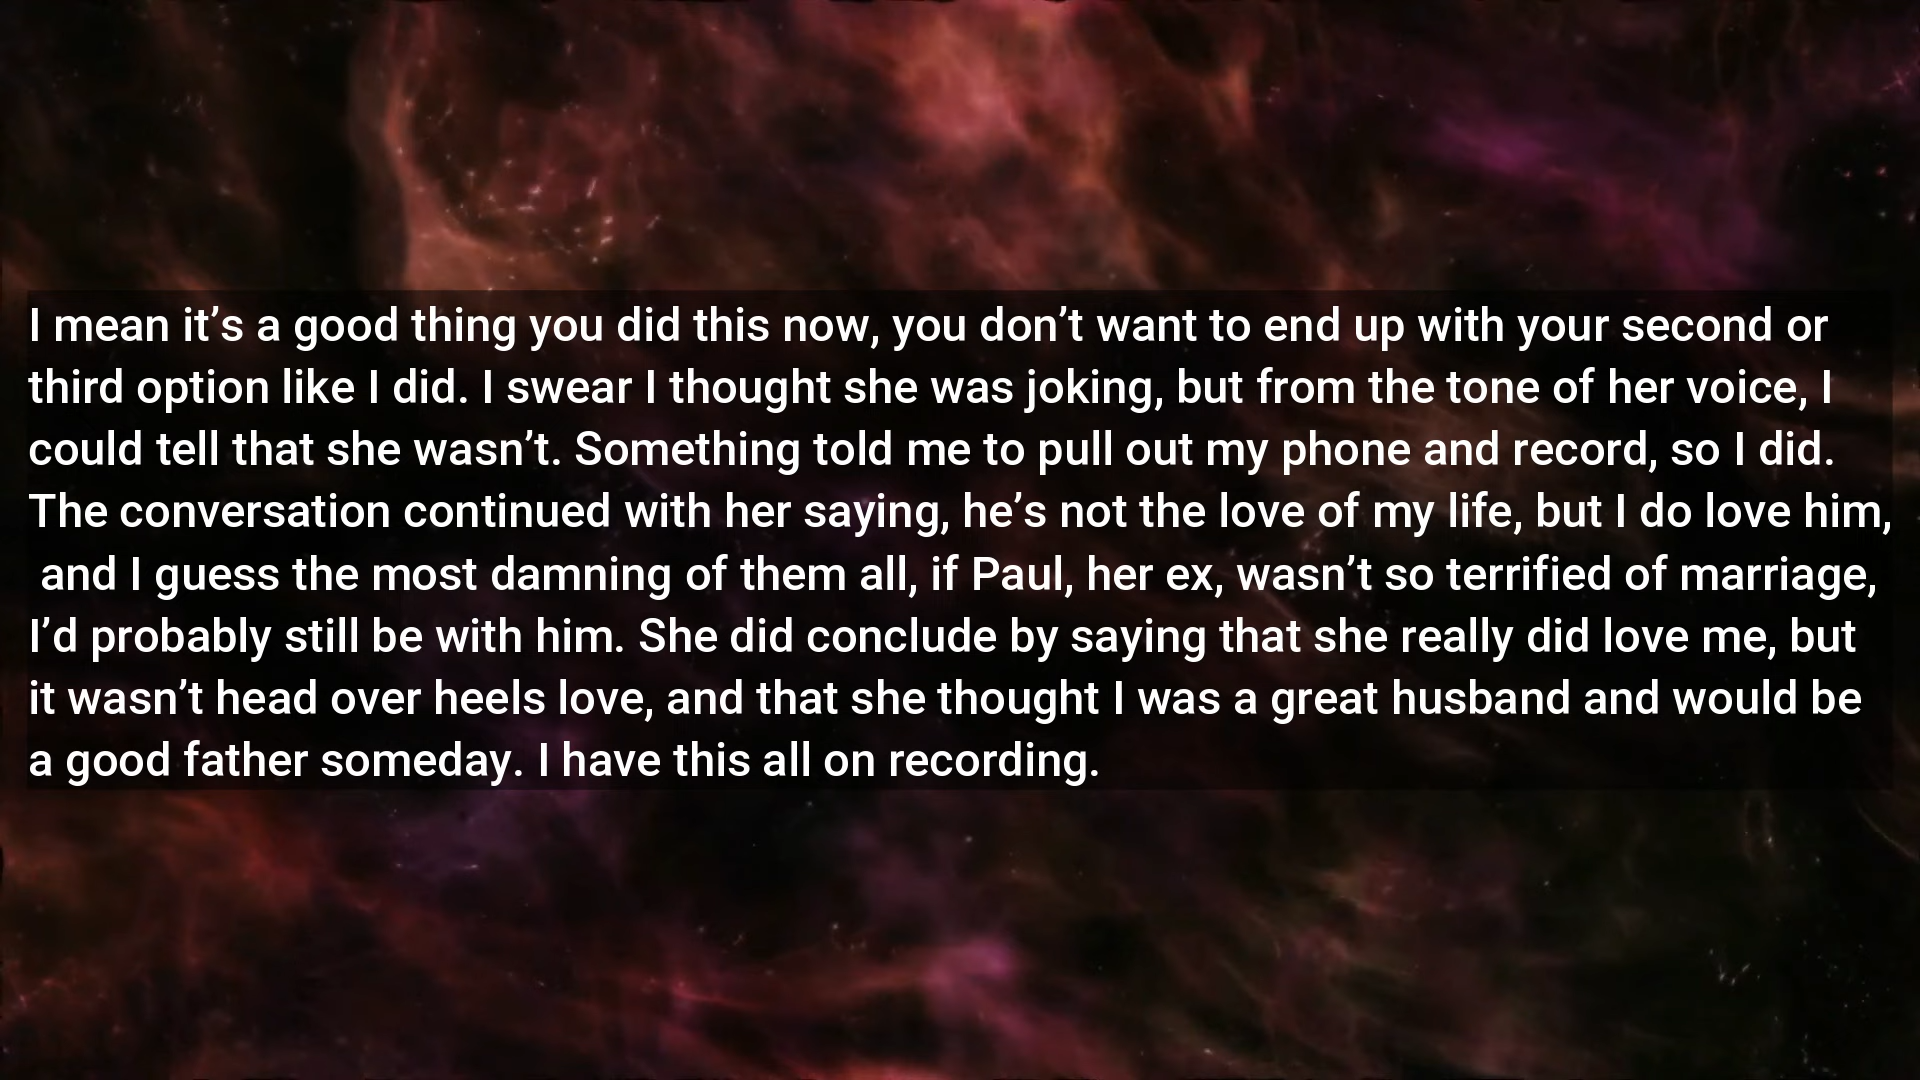 I mean it’s a good thing you did this now, you don’t want to end up with your second or
third option like I did. I swear I thought she was joking, but from the tone of her voice, I
could tell that she wasn’t. Something told me to pull out my phone and record, so I did.
The conversation continued with her saying, he’s not the love of my life, but I do love him,
and I guess the most damning of them all, if Paul, her ex, wasn’t so terrified of marriage,
I’d probably still be with him. She did conclude by saying that she really did love me, but
it wasn’t head over heels love, and that she thought I was a great husband and would be
a good father someday. I have this all on recording.